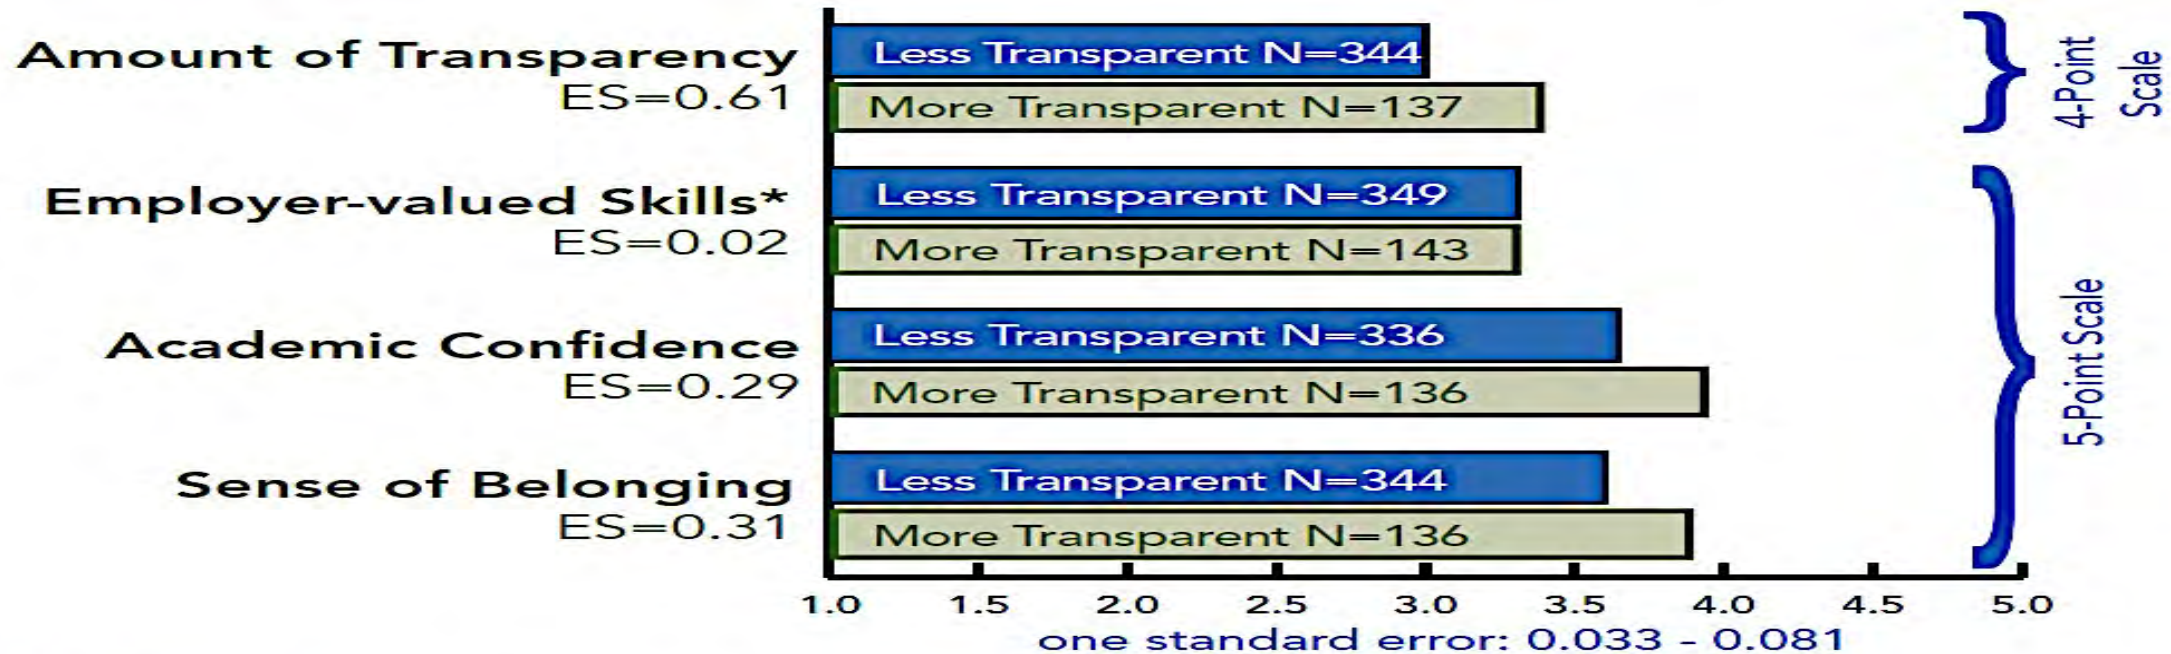 Amount of Transparency
ES=0.61
Less Transparent N=344
More Transparent N=137
4-Point
Scale
Employer-valued Skills*
ES=0.02
Less Transparent N=349
More Transparent N=143
Academic Confidence
ES=0.29
Less Transparent N=336
More Transparent N=136
5-Point Scale
Sense of Belonging
ES=0.31
Less Transparent N=344
More Transparent N=136
1.0 1.5 2.0 2.5 3.0 3.5 4.0 4.5 5.0
one standard error: 0.033 - 0.081